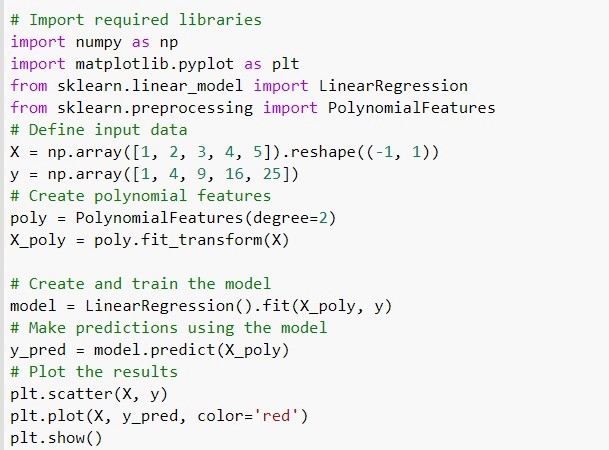 # Import required libraries
import numpy as np
import matplotlib.pyplot as plt
from sklearn.linear_model import LinearRegression
from sklearn.preprocessing import PolynomialFeatures
# Define input data
X = np.array([1, 2, 3, 4, 5]).reshape((-1, 1))
y = np.array([1, 4, 9, 16, 25])
# Create polynomial features
poly = PolynomialFeatures(degree=2)
X_poly = poly.fit_transform(X)

# Create and train the model
model = LinearRegression().fit(X_poly, y)
# Make predictions using the model
y_pred = model.predict(X_poly)
# Plot the results
plt.scatter(X, y)
plt.plot(X, y_pred, color='red')
plt.show()